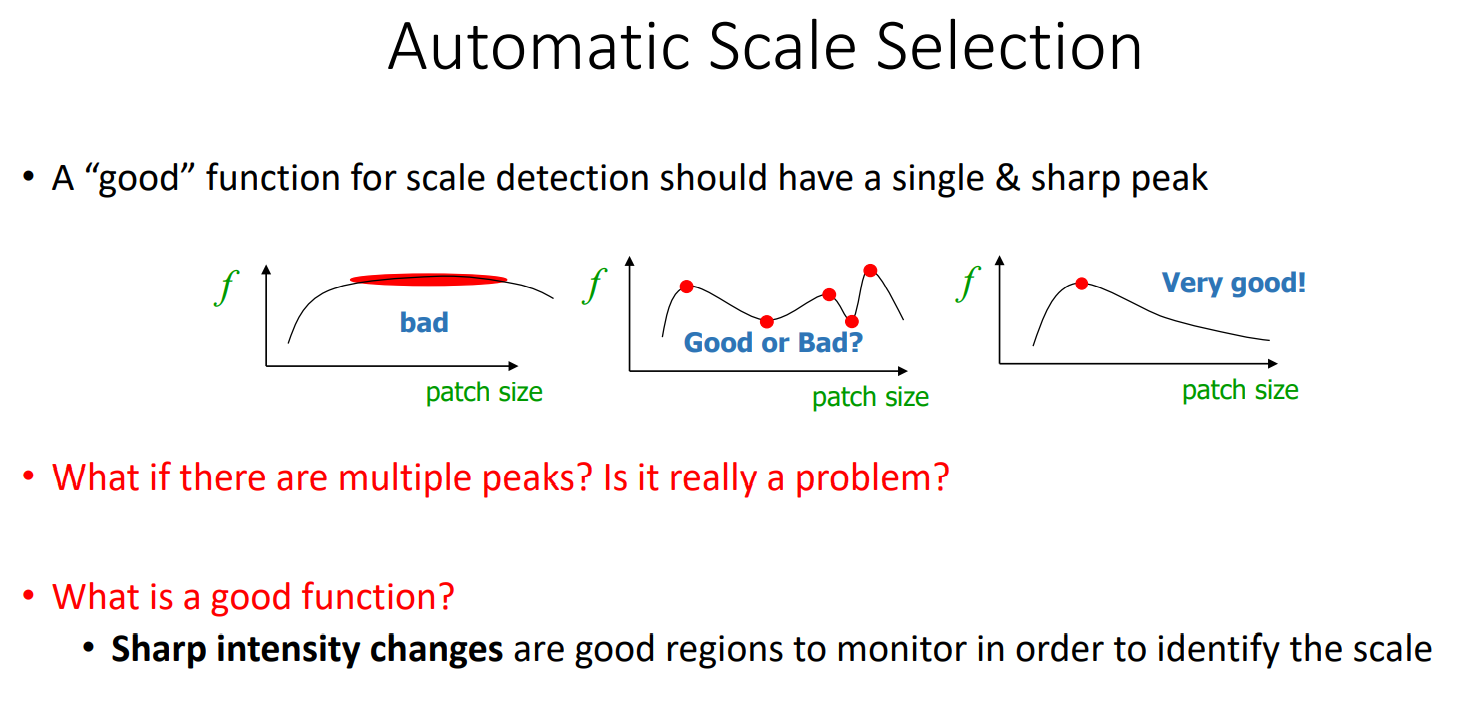 Automatic Scale Selection
• A “good” function for scale detection should have a single & sharp peak
f
bad
patch size
f
Good or Bad?
patch size
f
Very good!
patch size
• What if there are multiple peaks? Is it really a problem?
• What is a good function?
• Sharp intensity changes are good regions to monitor in order to identify the scale